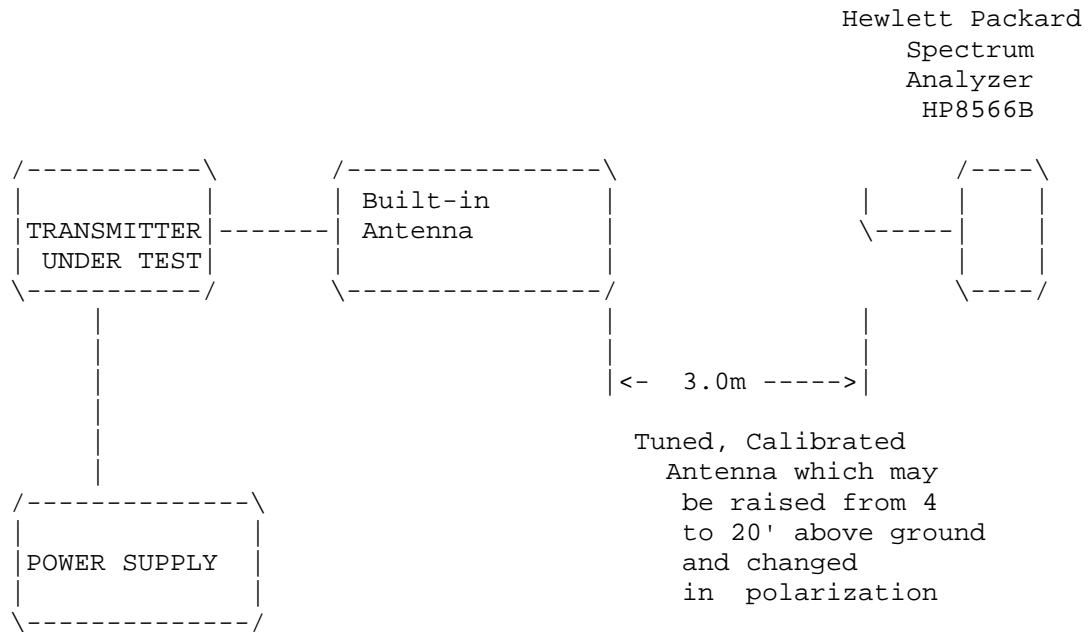 Hewlett Packard
Spectrum
Analyzer
HP8566B
Built-in
Antenna
TRANSMITTER
UNDER TEST
<- 3.0m ----->
Tuned, Calibrated
Antenna which may
be raised from 4
to 20' above ground
and changed
in polarization
POWER SUPPLY